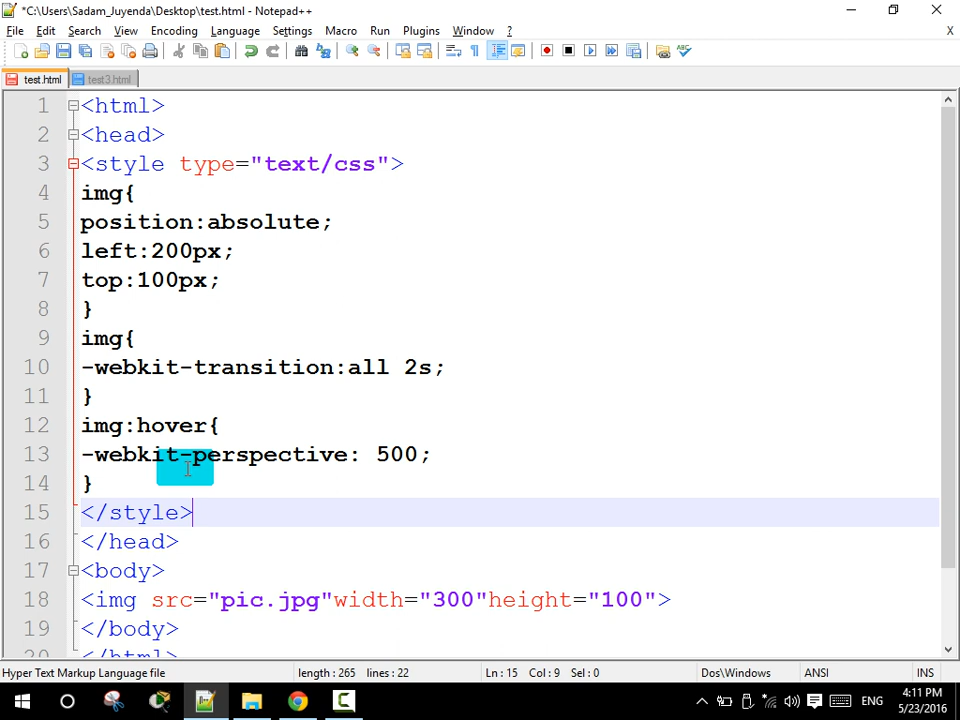 *C:\Users\Sadam_Juyenda\Desktop\test.html - Notepad++
File Edit Search View Encoding Language Settings Macro Run Plugins Window ? X
test.html test3.html
1 <html>
2 <head>
3 <style type="text/css">
4 img{
5 position:absolute;
6 left:200px;
7 top:100px;
8 }
9 img{
10 -webkit-transition:all 2s;
11 }
12 img:hover{
13 -webkit-perspective: 500;
14 }
15 </style>
16 </head>
17 <body>
18 <img src="pic.jpg"width="300"height="100">
19 </body>
20 </html>
Hyper Text Markup Language file length : 265 lines : 22 Ln : 15 Col : 9 Sel : 0 Dos\Windows ANSI INS
ENG 4:11 PM
5/23/2016